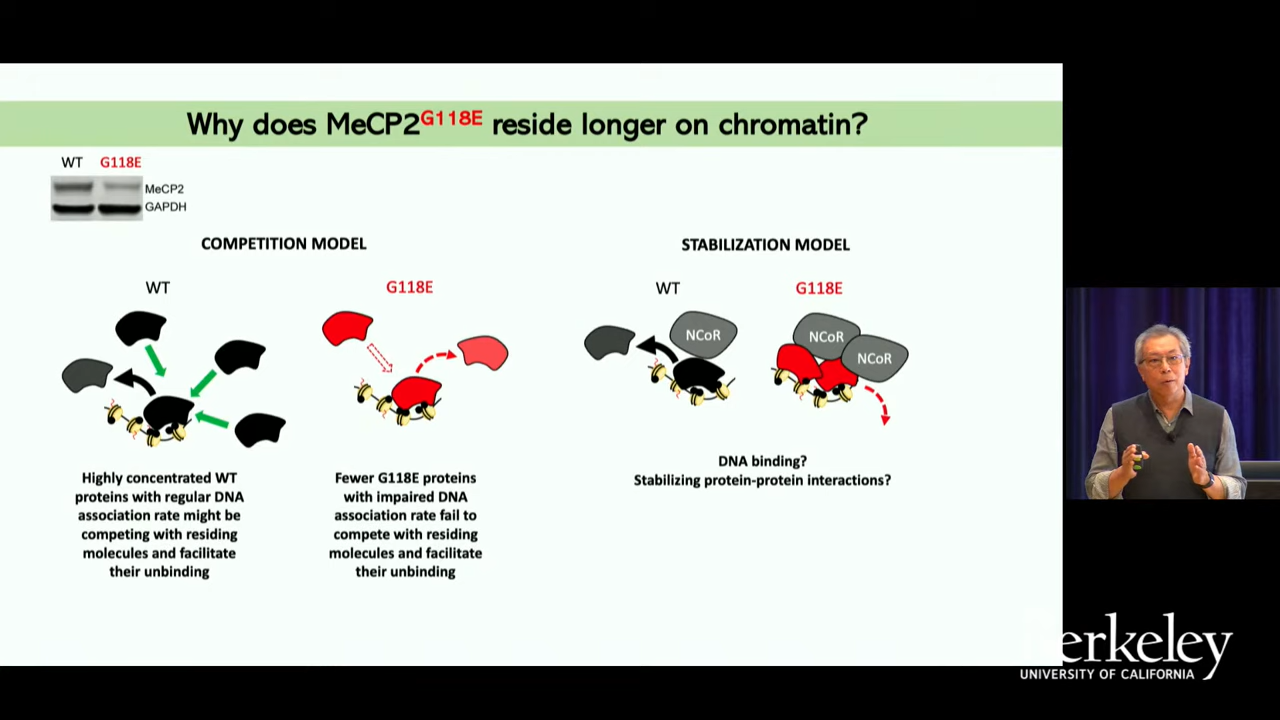 Why does MeCP2G118E reside longer on chromatin?
WT G118E
MeCP2
GAPDH
COMPETITION MODEL
WT
G118E
Highly concentrated WT
proteins with regular DNA
association rate might be
competing with residing
molecules and facilitate
their unbinding
Fewer G118E proteins
with impaired DNA
association rate fail to
compete with residing
molecules and facilitate
their unbinding
STABILIZATION MODEL
WT
G118E
NCoR
NCoR
NCoR
DNA binding?
Stabilizing protein-protein interactions?
Berkeley
UNIVERSITY OF CALIFORNIA